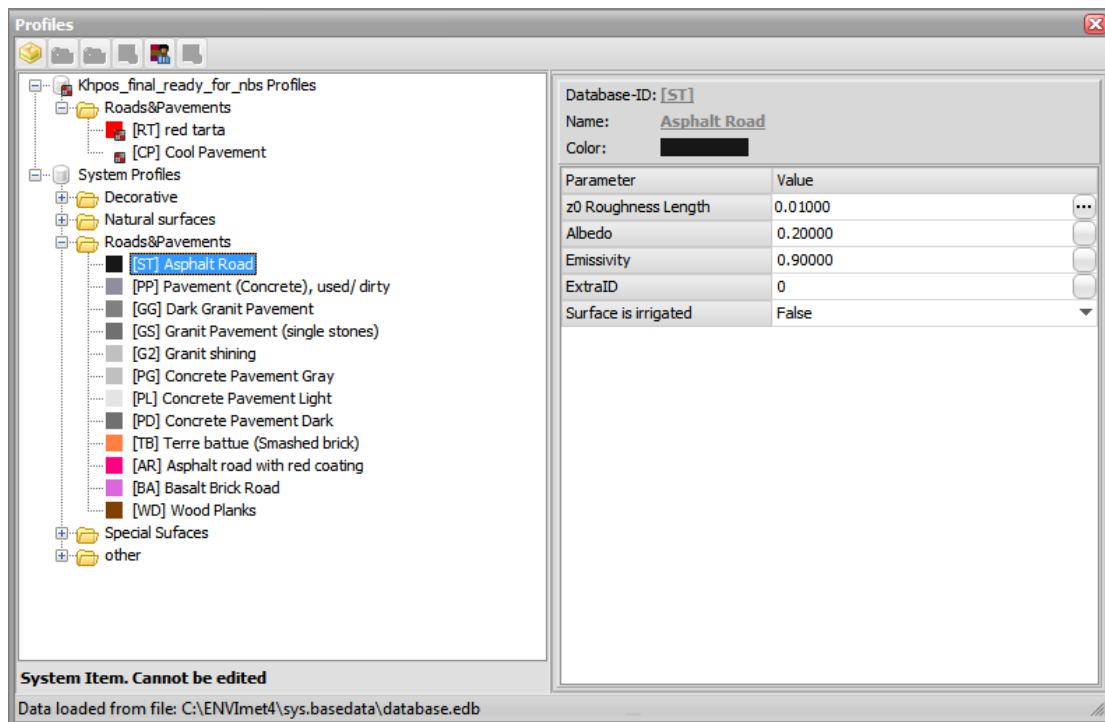 Profiles
Khpos_final_ready_for_nbs Profiles
Roads&Pavements
[RT] red tarta
[CP] Cool Pavement
System Profiles
Decorative
Natural surfaces
Roads&Pavements
[ST] Asphalt Road
[PP] Pavement (Concrete), used/ dirty
[GG] Dark Granit Pavement
[GS] Granit Pavement (single stones)
[G2] Granit shining
[PG] Concrete Pavement Gray
[PL] Concrete Pavement Light
[PD] Concrete Pavement Dark
[TB] Terre battue (Smashed brick)
[AR] Asphalt road with red coating
[BA] Basalt Brick Road
[WD] Wood Planks
Special Sufaces
other
System Item. Cannot be edited
Database-ID: [ST]
Name: Asphalt Road
Color:
Parameter Value
z0 Roughness Length 0.01000
Albedo 0.20000
Emissivity 0.90000
ExtraID 0
Surface is irrigated False
Data loaded from file: C:\ENVImet4\sys.basedata\database.edb